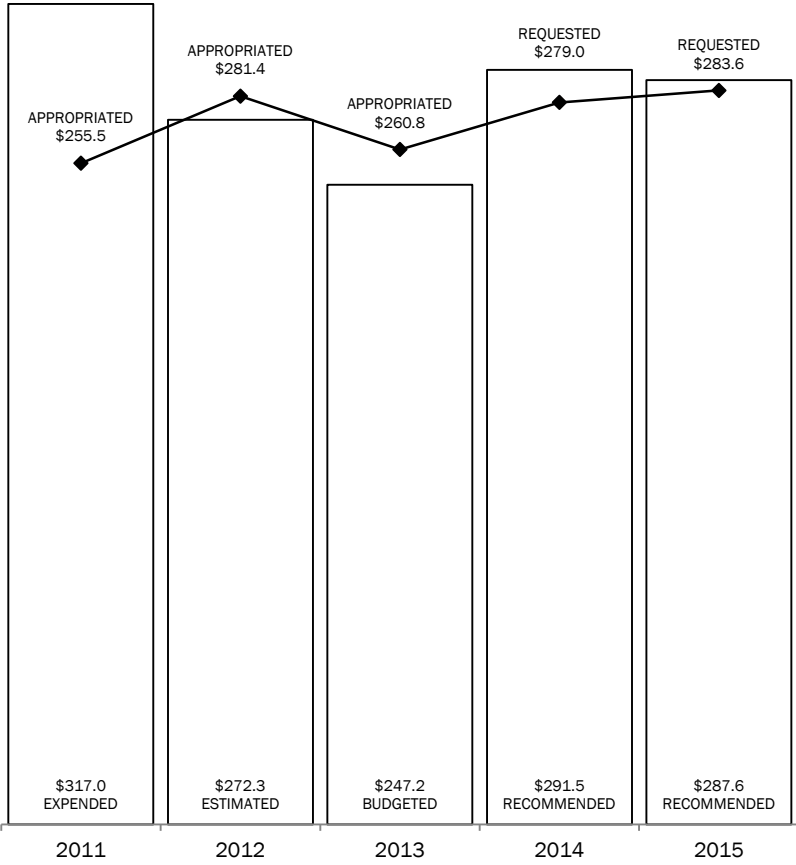 REQUESTED
$279.0
REQUESTED
$283.6
APPROPRIATED
$281.4
APPROPRIATED
$260.8
APPROPRIATED
$255.5
$317.0
EXPENDED
$272.3
ESTIMATED
$247.2
BUDGETED
$291.5
RECOMMENDED
$287.6
RECOMMENDED
2011
2012
2013
2014
2015